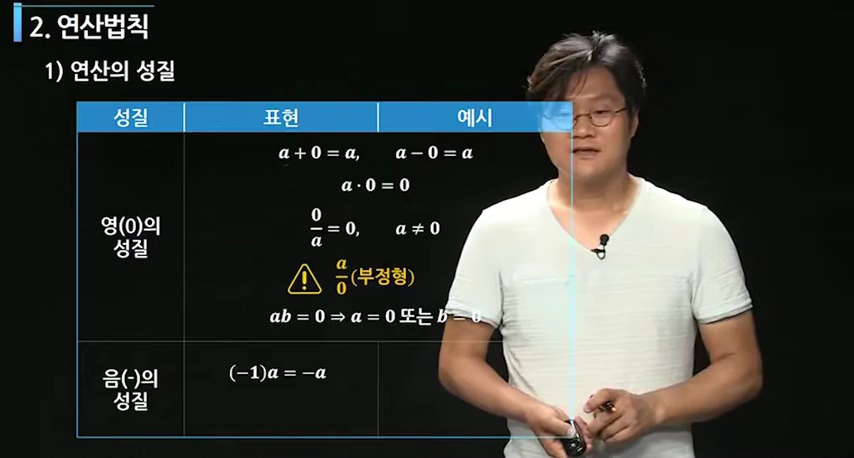 2. 연산법칙
1) 연산의 성질
성질 표현 예시
영(0)의 성질
a + 0 = a, a − 0 = a
a · 0 = 0
0/a = 0, a ≠ 0
a/0 (부정형)
ab = 0 ⇒ a = 0 또는 b = 0
음(-)의 성질
(−1)a = −a